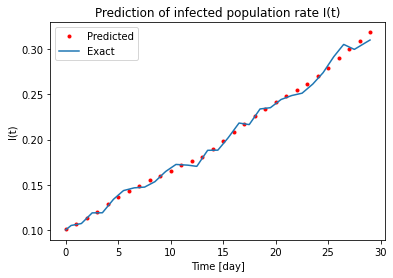 Prediction of infected population rate I(t)
Predicted
Exact
I(t)
0.30
0.25
0.20
0.15
0.10
0
5
10
15
20
25
30
Time [day]